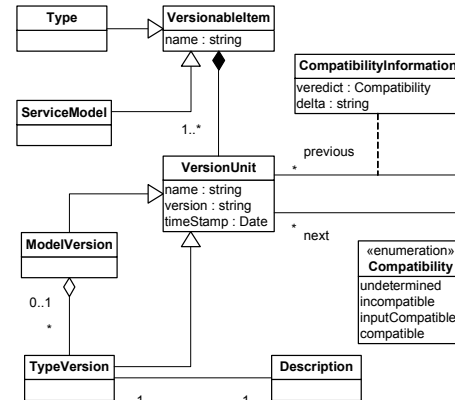 Type
VersionableItem
name : string
CompatibilityInformation
veredict : Compatibility
delta : string
ServiceModel
1..*
previous
*
VersionUnit
name : string
version : string
timeStamp : Date
*
next
ModelVersion
«enumeration»
Compatibility
undetermined
incompatible
inputCompatible
compatible
0..1
*
TypeVersion
Description
1
1